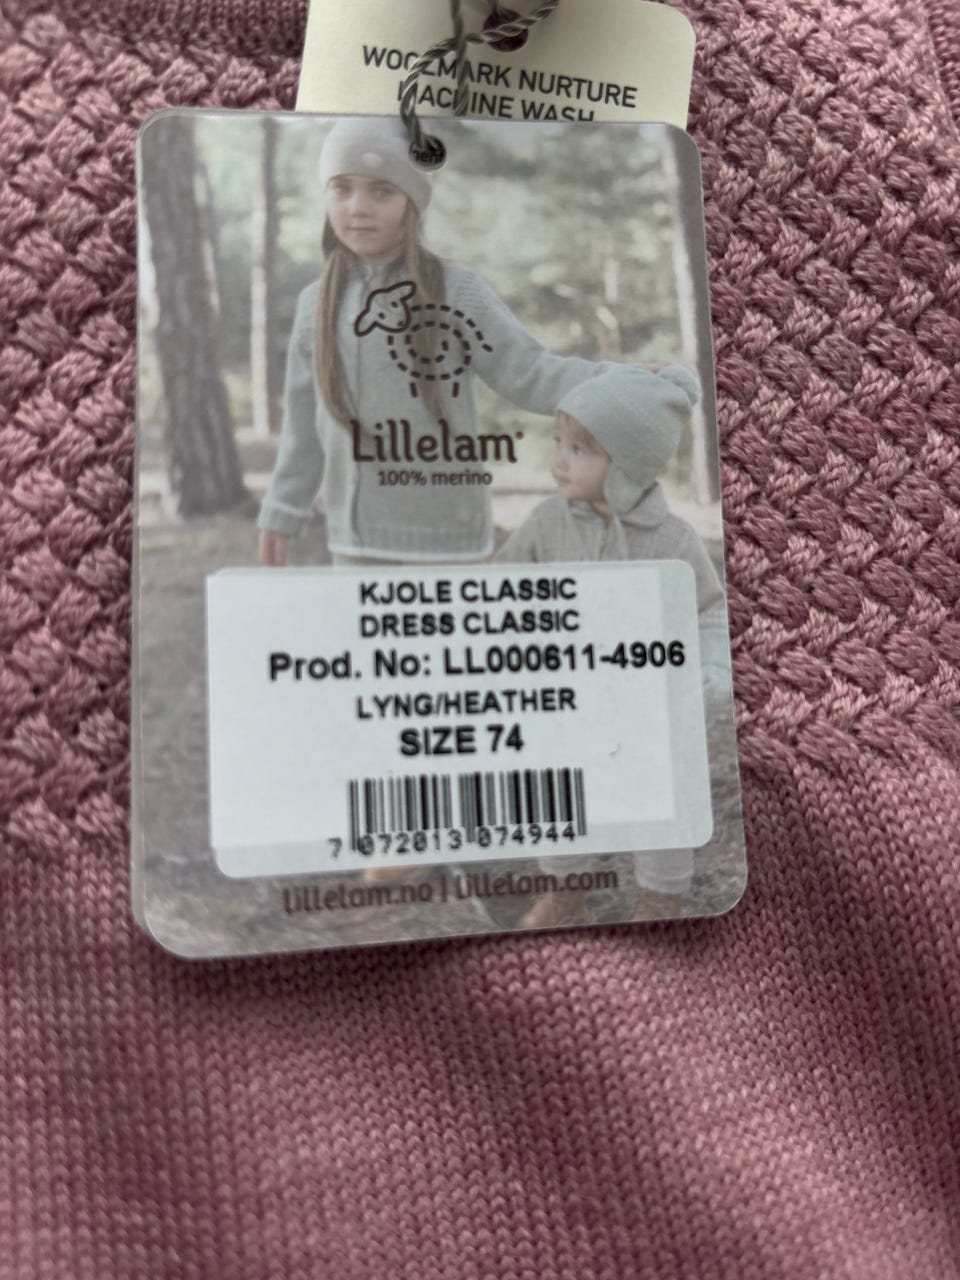 WOOLMARK NURTURE
MACHINE WASH
Lillelam®
100% merino
KJOLE CLASSIC
DRESS CLASSIC
Prod. No: LL000611-4906
LYNG/HEATHER
SIZE 74
7 072013 074944
lillelam.no | lillelam.com